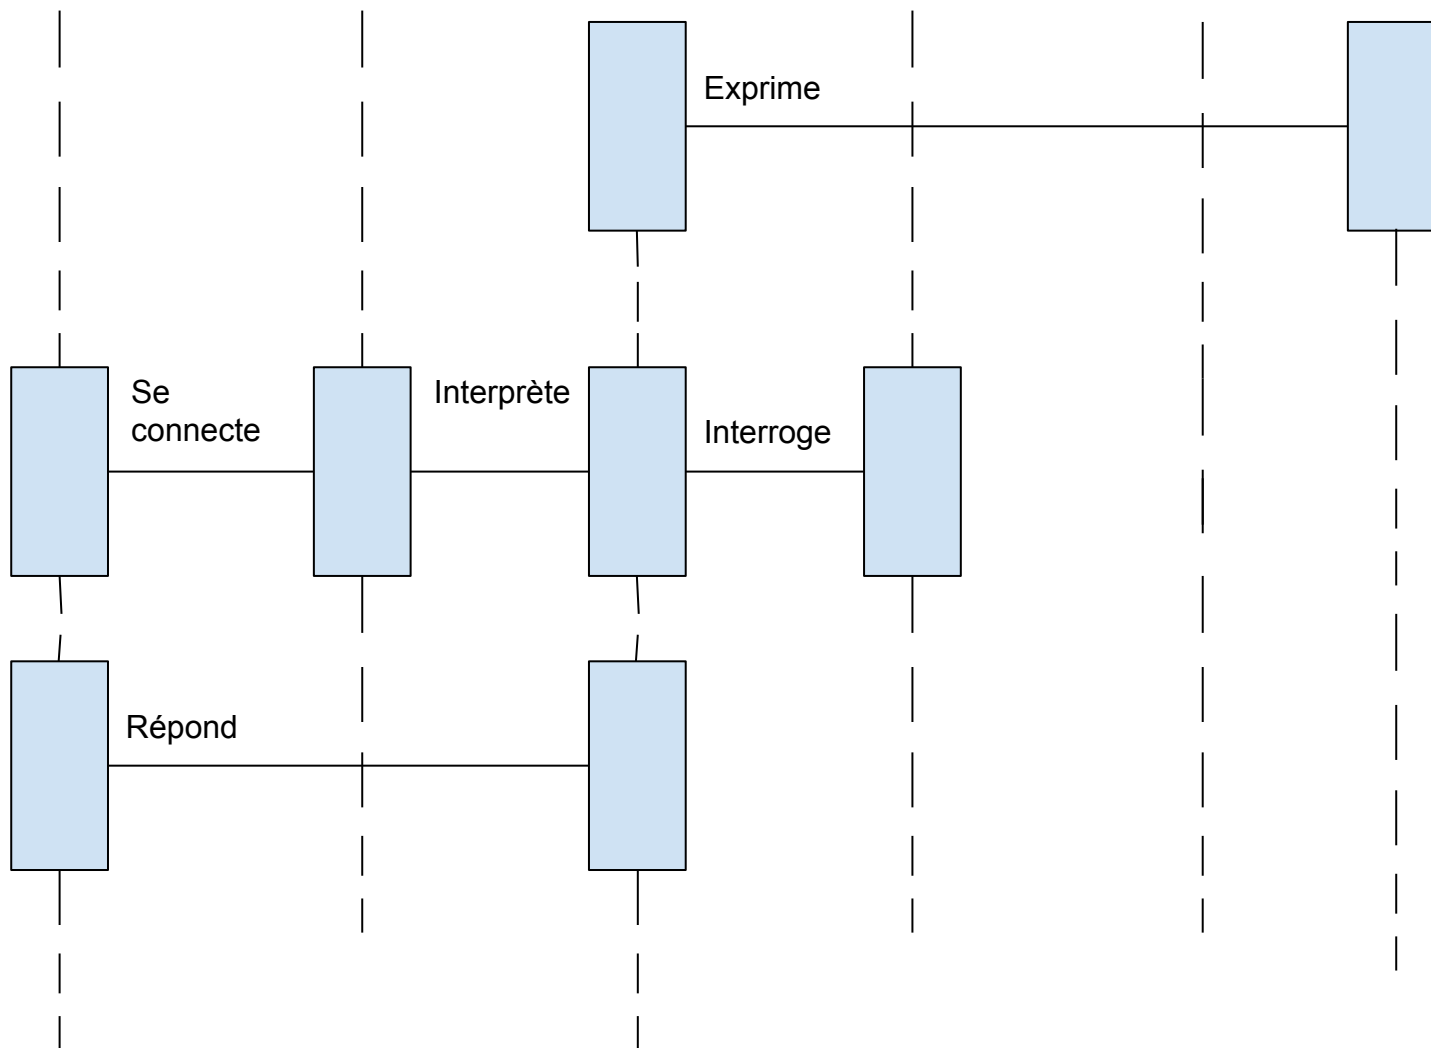 Exprime
Se
connecte
Interprète
Interroge
Répond